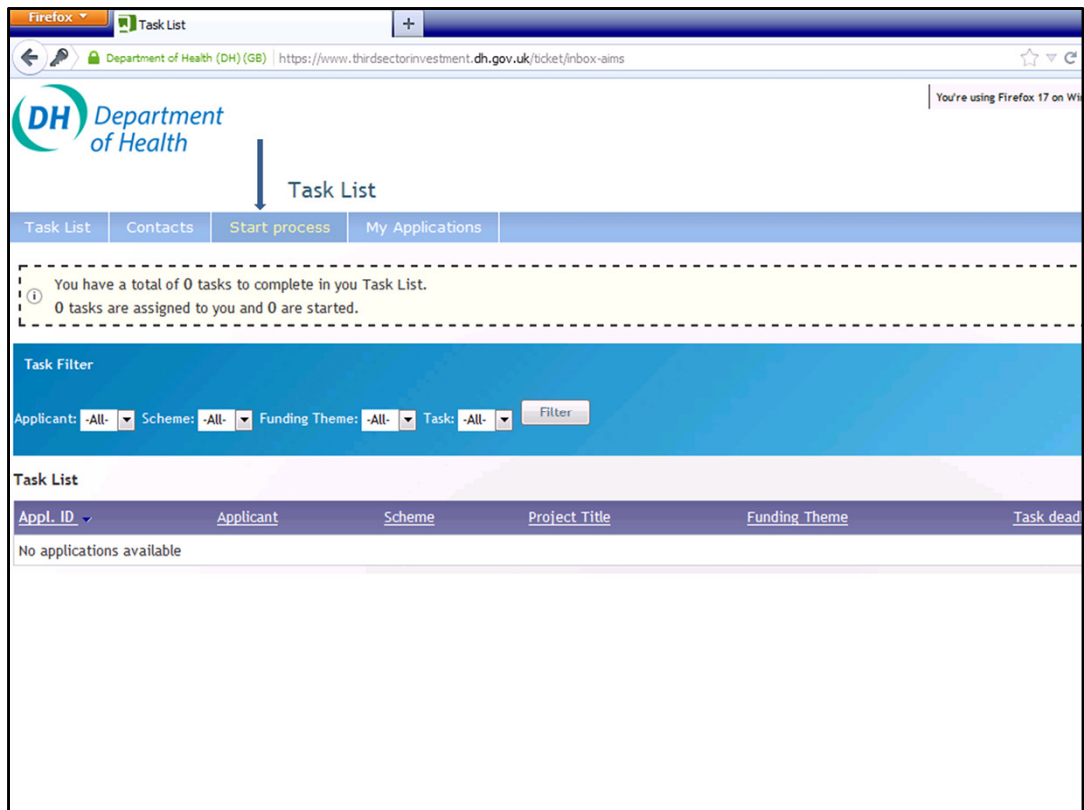 Firefox
Task List
+
Department of Health (DH) (GB) https://www.thirdsectorinvestment.dh.gov.uk/ticket/inbox-aims
You're using Firefox 17 on Wi
DH Department
of Health
Task List
Task List Contacts Start process My Applications
You have a total of 0 tasks to complete in you Task List.
0 tasks are assigned to you and 0 are started.
Task Filter
Applicant: -All- Scheme: -All- Funding Theme: -All- Task: -All- Filter
Task List
Appl. ID Applicant Scheme Project Title Funding Theme Task dead
No applications available